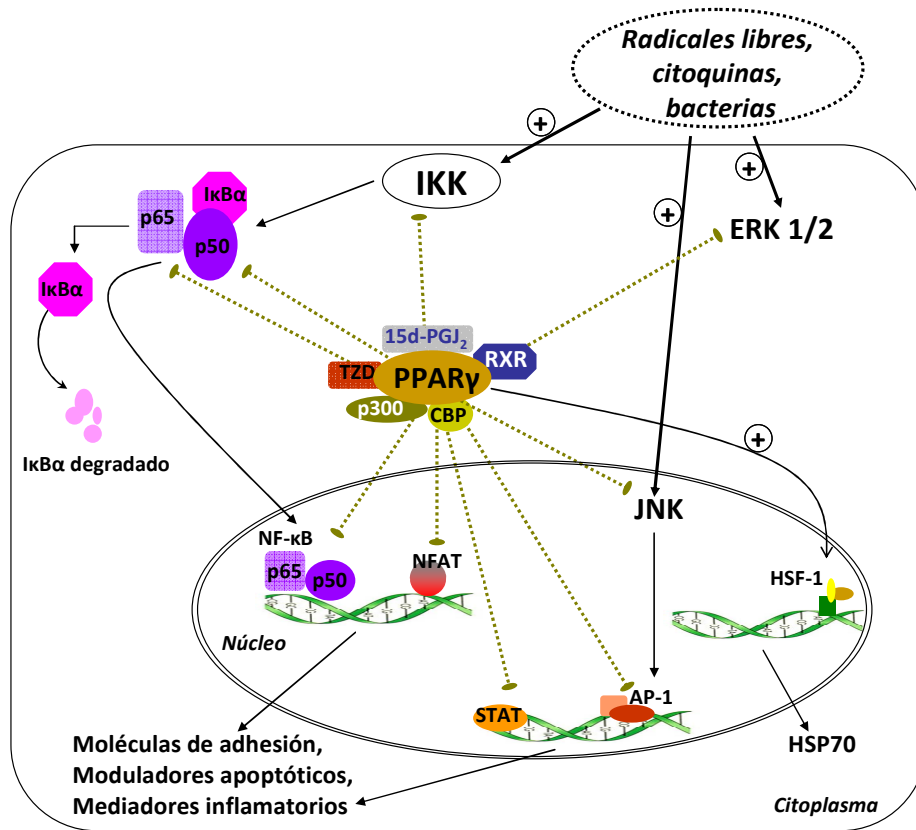 Radicales libres,
citoquinas,
bacterias
+
+
+
IKK
ERK 1/2
IκBα
p65
p50
IκBα
IκBα degradado
15d-PGJ2
RXR
TZD
PPARγ
p300
CBP
+
JNK
NF-κB
p65
p50
NFAT
HSF-1
Núcleo
STAT
AP-1
HSP70
Moléculas de adhesión,
Moduladores apoptóticos,
Mediadores inflamatorios
Citoplasma